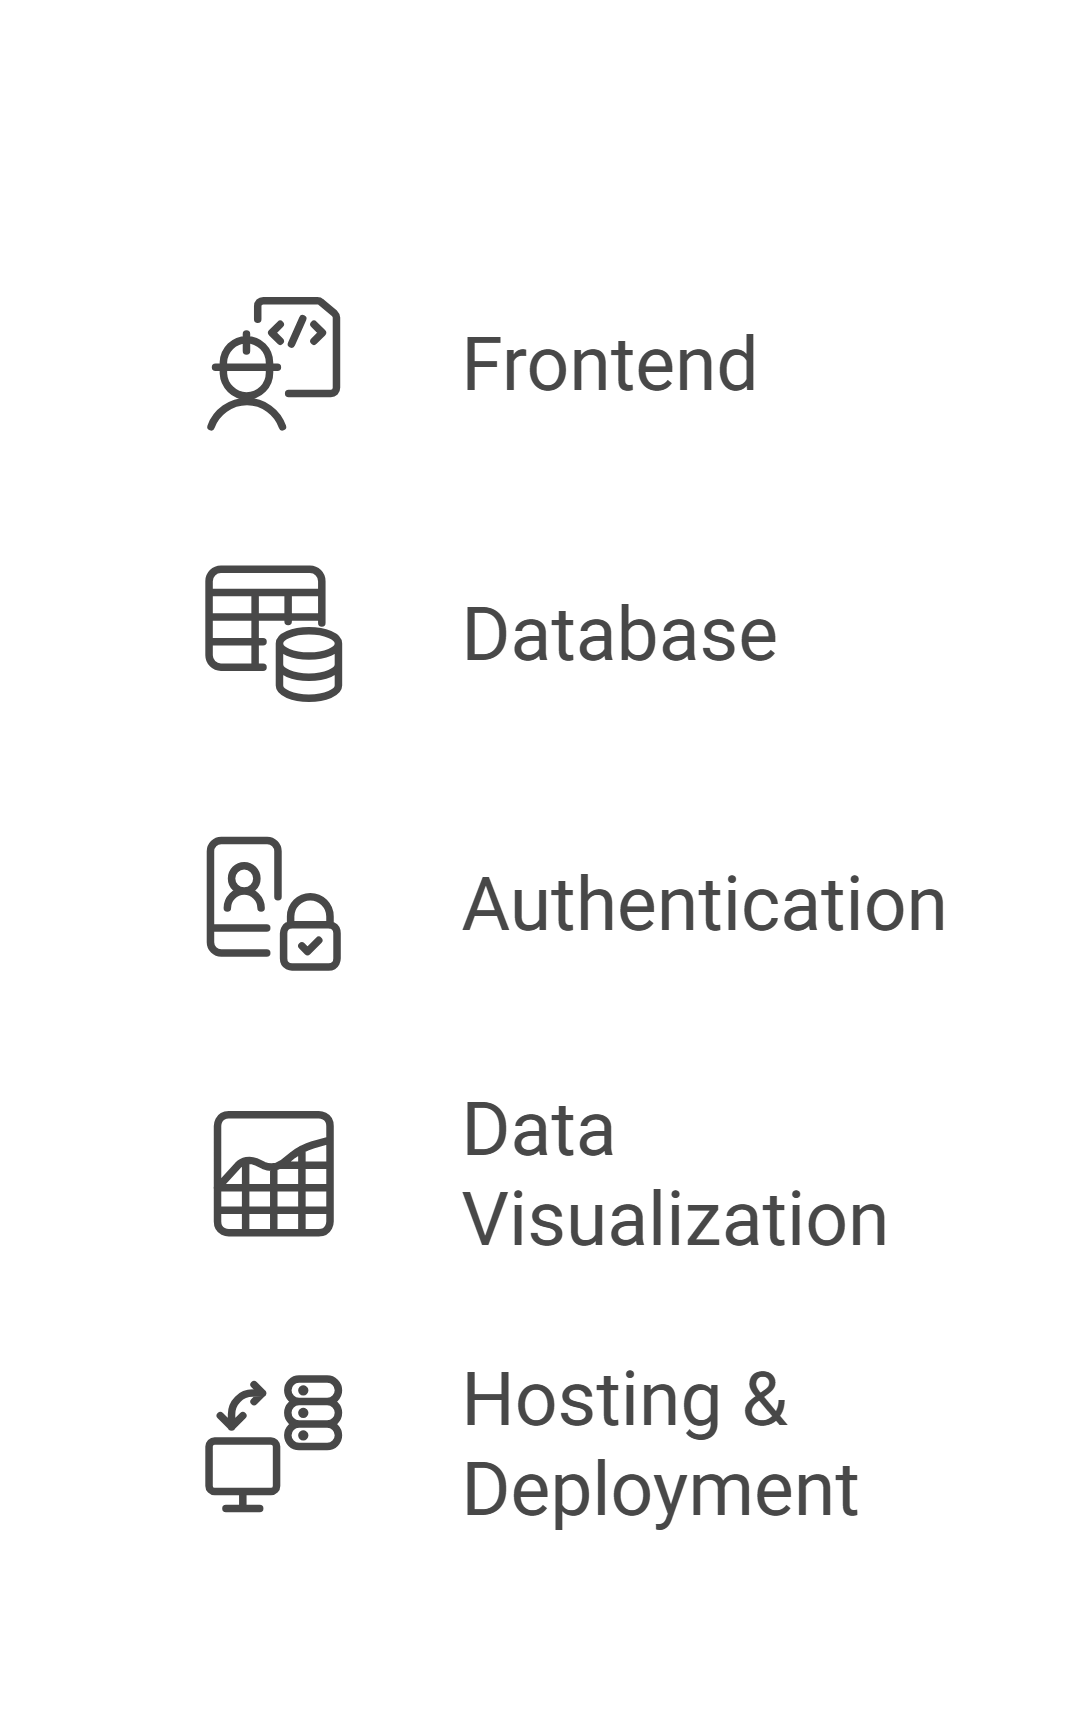 Frontend
Database
Authentication
Data
Visualization
Hosting &
Deployment